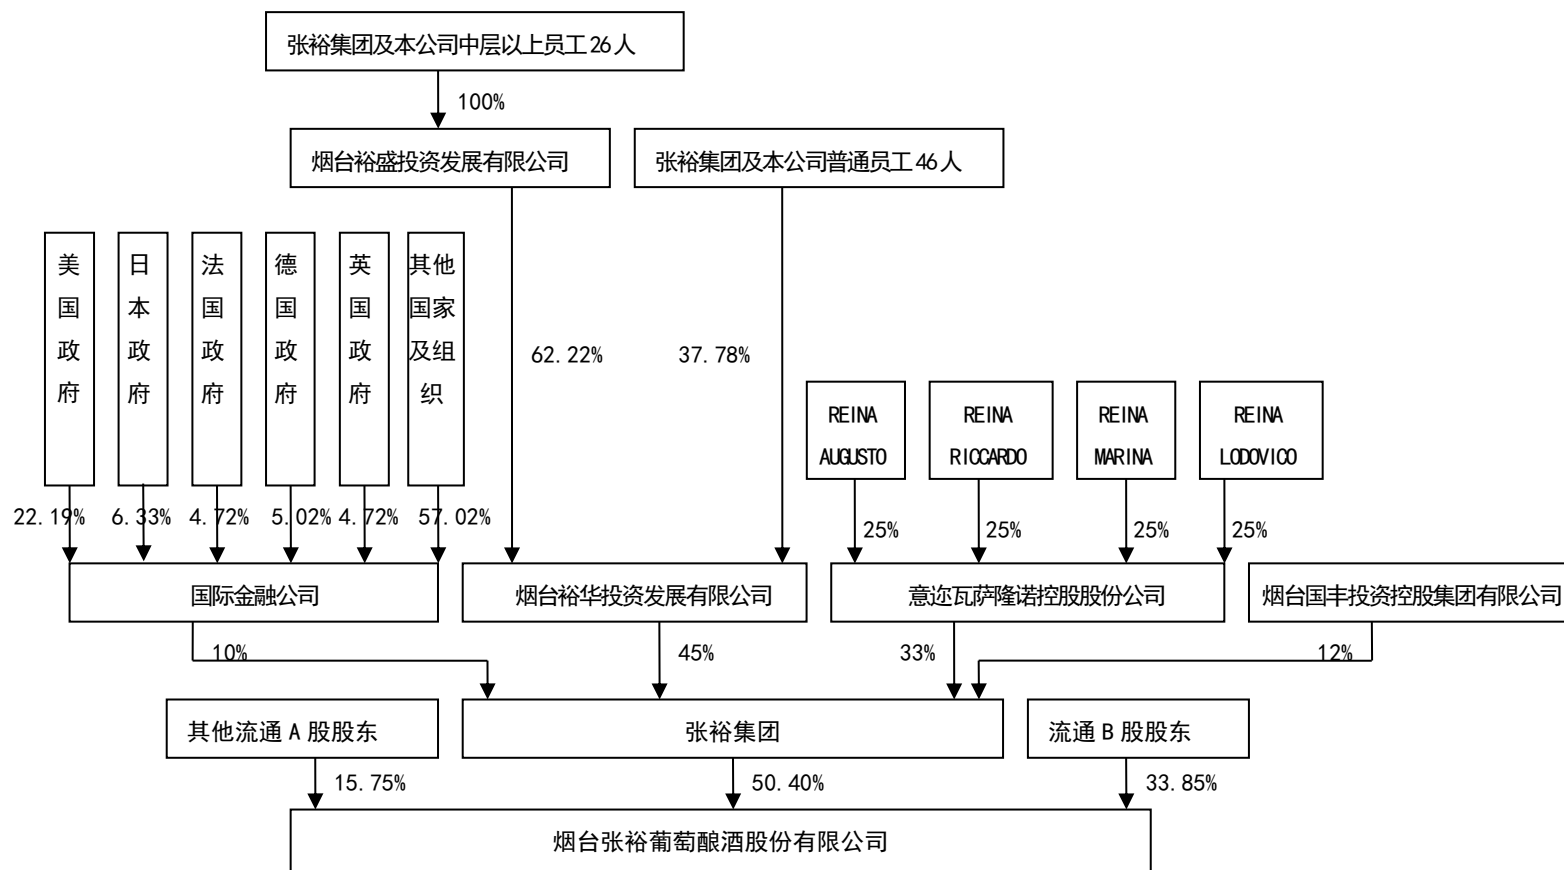 张裕集团及本公司中层以上员工26人
100%
烟台裕盛投资发展有限公司
张裕集团及本公司普通员工46人
美国政府
日本政府
法国政府
德国政府
英国政府
其他国家及组织
62.22%
37.78%
REINA
AUGUSTO
REINA
RICCARDO
REINA
MARINA
REINA
LODOVICO
22.19%
6.33%
4.72%
5.02%
4.72%
57.02%
25%
25%
25%
25%
国际金融公司
烟台裕华投资发展有限公司
意迩瓦萨隆诺控股股份公司
烟台国丰投资控股集团有限公司
10%
45%
33%
12%
其他流通 A 股股东
张裕集团
流通 B 股股东
15.75%
50.40%
33.85%
烟台张裕葡萄酿酒股份有限公司